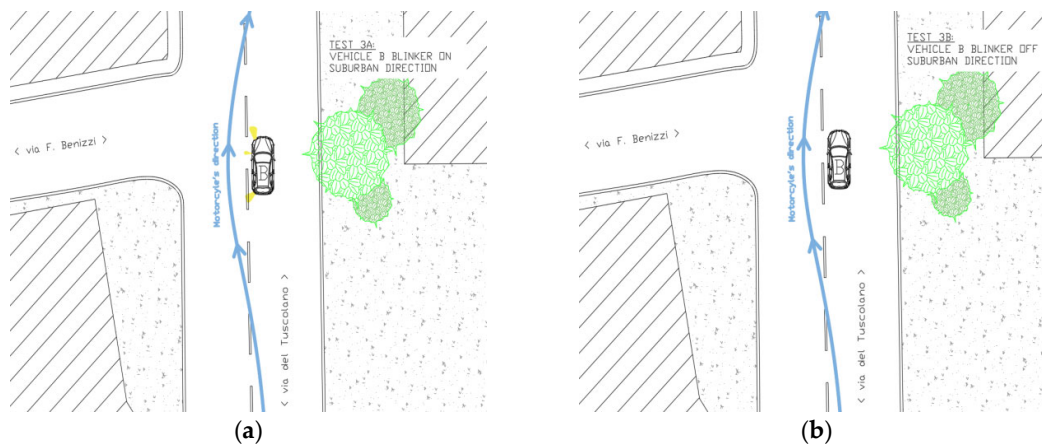 TEST 3A:
VEHICLE B BLINKER ON
SUBURBAN DIRECTION
< via F. Benizzi >
Motorcyle's direction
B
< via del Tuscolano >
(a)
TEST 3B:
VEHICLE B BLINKER OFF
SUBURBAN DIRECTION
< via F. Benizzi >
Motorcyle's direction
B
< via del Tuscolano >
(b)